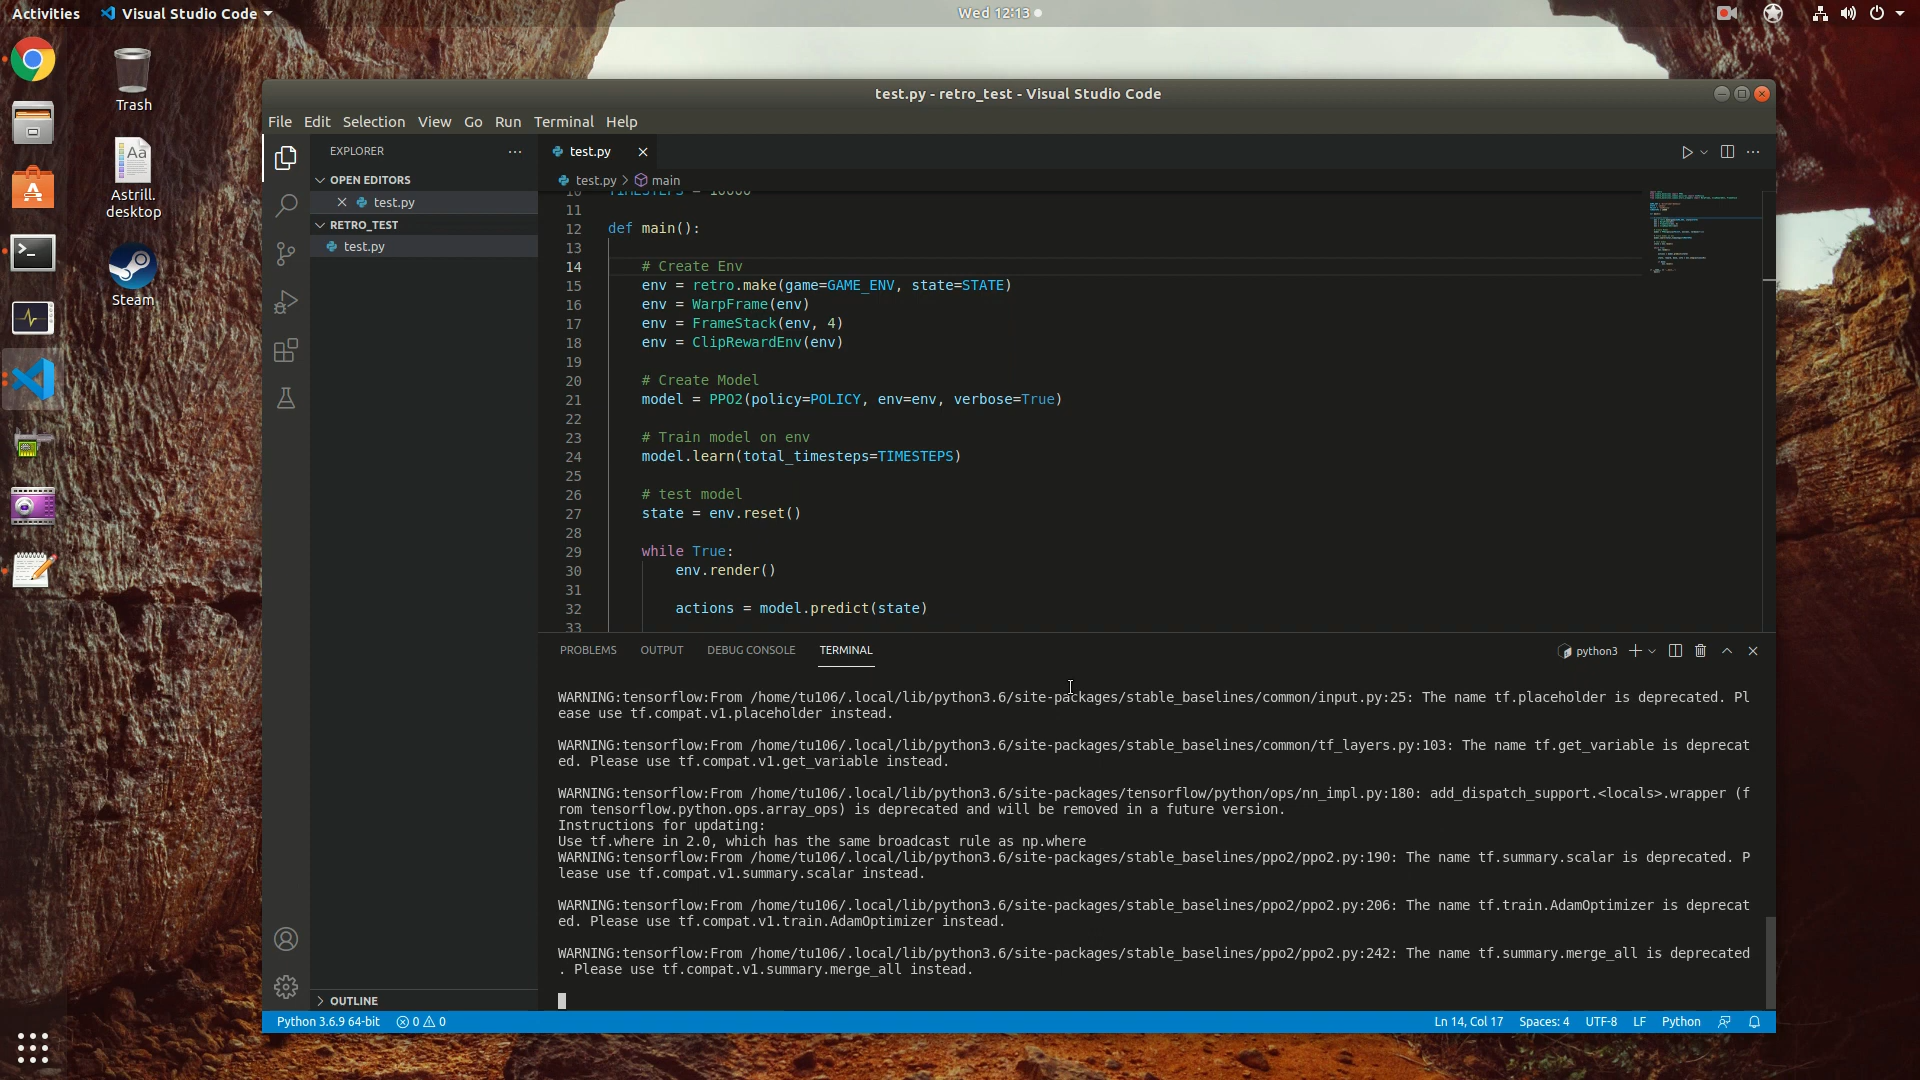 Activities
Visual Studio Code
Wed 12:13
Trash
Astrill.
desktop
Steam
test.py - retro_test - Visual Studio Code
File Edit Selection View Go Run Terminal Help
EXPLORER
OPEN EDITORS
test.py
RETRO_TEST
test.py
OUTLINE
test.py
test.py > main
10 TIMESTEPS = 10000
11
12 def main():
13
14 # Create Env
15 env = retro.make(game=GAME_ENV, state=STATE)
16 env = WarpFrame(env)
17 env = FrameStack(env, 4)
18 env = ClipRewardEnv(env)
19
20 # Create Model
21 model = PPO2(policy=POLICY, env=env, verbose=True)
22
23 # Train model on env
24 model.learn(total_timesteps=TIMESTEPS)
25
26 # test model
27 state = env.reset()
28
29 while True:
30 env.render()
31
32 actions = model.predict(state)
33
PROBLEMS OUTPUT DEBUG CONSOLE TERMINAL
python3
WARNING:tensorflow:From /home/tu106/.local/lib/python3.6/site-packages/stable_baselines/common/input.py:25: The name tf.placeholder is deprecated. Pl
ease use tf.compat.v1.placeholder instead.
WARNING:tensorflow:From /home/tu106/.local/lib/python3.6/site-packages/stable_baselines/common/tf_layers.py:103: The name tf.get_variable is deprecat
ed. Please use tf.compat.v1.get_variable instead.
WARNING:tensorflow:From /home/tu106/.local/lib/python3.6/site-packages/tensorflow/python/ops/nn_impl.py:180: add_dispatch_support.<locals>.wrapper (f
rom tensorflow.python.ops.array_ops) is deprecated and will be removed in a future version.
Instructions for updating:
Use tf.where in 2.0, which has the same broadcast rule as np.where
WARNING:tensorflow:From /home/tu106/.local/lib/python3.6/site-packages/stable_baselines/ppo2/ppo2.py:190: The name tf.summary.scalar is deprecated. P
lease use tf.compat.v1.summary.scalar instead.
WARNING:tensorflow:From /home/tu106/.local/lib/python3.6/site-packages/stable_baselines/ppo2/ppo2.py:206: The name tf.train.AdamOptimizer is deprecat
ed. Please use tf.compat.v1.train.AdamOptimizer instead.
WARNING:tensorflow:From /home/tu106/.local/lib/python3.6/site-packages/stable_baselines/ppo2/ppo2.py:242: The name tf.summary.merge_all is deprecated
. Please use tf.compat.v1.summary.merge_all instead.
Python 3.6.9 64-bit 0 0
Ln 14, Col 17 Spaces: 4 UTF-8 LF Python